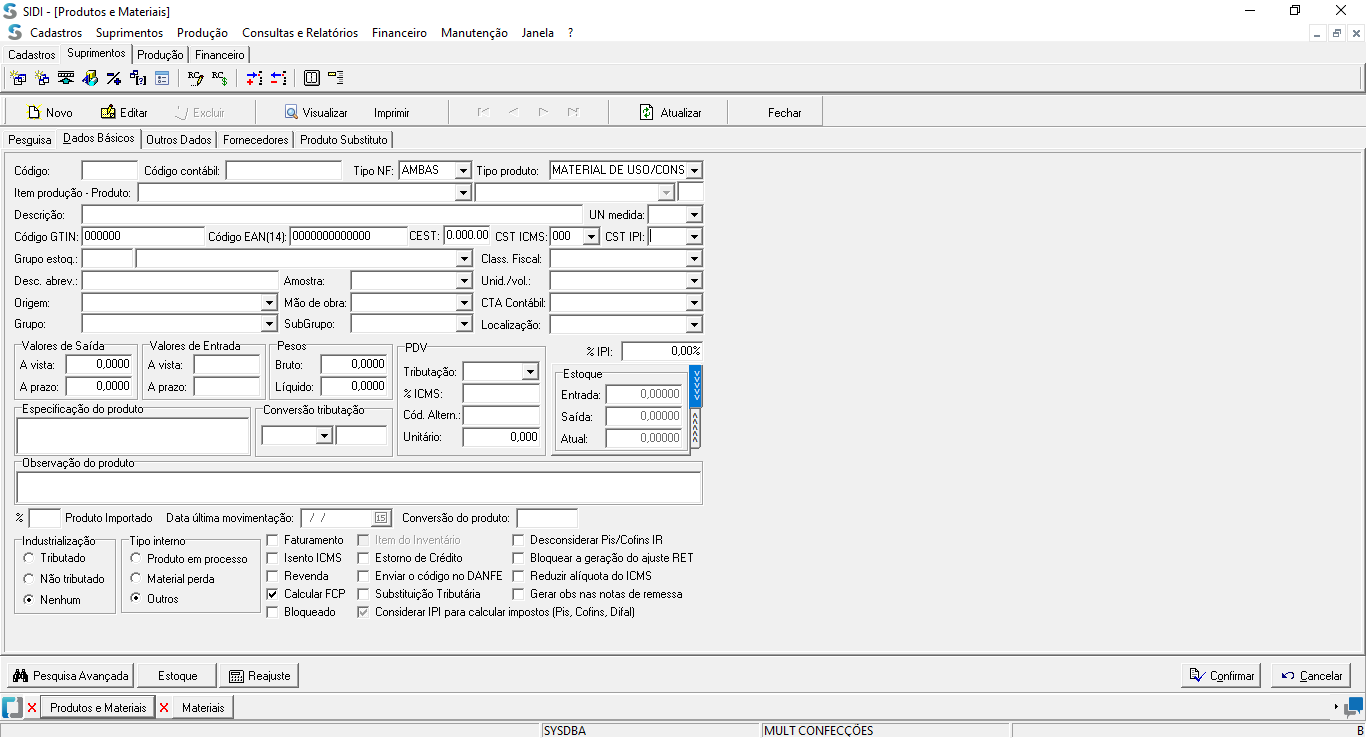 SIDI - [Produtos e Materiais]
Cadastros Suprimentos Produção Consultas e Relatórios Financeiro Manutenção Janela ?
Cadastros Suprimentos Produção Financeiro
Novo Editar Excluir Visualizar Imprimir Atualizar Fechar
Pesquisa Dados Básicos Outros Dados Fornecedores Produto Substituto
Código: Código contábil: Tipo NF: AMBAS Tipo produto: MATERIAL DE USO/CONS
Item produção - Produto:
Descrição: UN medida:
Código GTIN: 000000 Código EAN(14): 0000000000000 CEST: 0.000.00 CST ICMS: 000 CST IPI:
Grupo estoq.: Class. Fiscal:
Desc. abrev.: Amostra: Unid./vol.:
Origem: Mão de obra: CTA Contábil:
Grupo: SubGrupo: Localização:
Valores de Saída Valores de Entrada Pesos PDV % IPI: 0,00%
A vista: 0,0000 A vista: Bruto: 0,0000 Tributação: Estoque
A prazo: 0,0000 A prazo: Líquido: 0,0000 % ICMS: Entrada: 0,00000
Especificação do produto Conversão tributação Cód. Altern.: Saída: 0,00000
Unitário: 0,000 Atual: 0,00000
Observação do produto
% Produto Importado Data última movimentação: / / 15 Conversão do produto:
Industrialização Tipo interno Faturamento Item do Inventário Desconsiderar Pis/Cofins IR
Tributado Produto em processo Isento ICMS Estorno de Crédito Bloquear a geração do ajuste RET
Não tributado Material perda Revenda Enviar o código no DANFE Reduzir alíquota do ICMS
Nenhum Outros Calcular FCP Substituição Tributária Gerar obs nas notas de remessa
Bloqueado Considerar IPI para calcular impostos (Pis, Cofins, Difal)
Pesquisa Avançada Estoque Reajuste Confirmar Cancelar
Produtos e Materiais Materiais
SYSDBA MULT CONFECÇÕES B